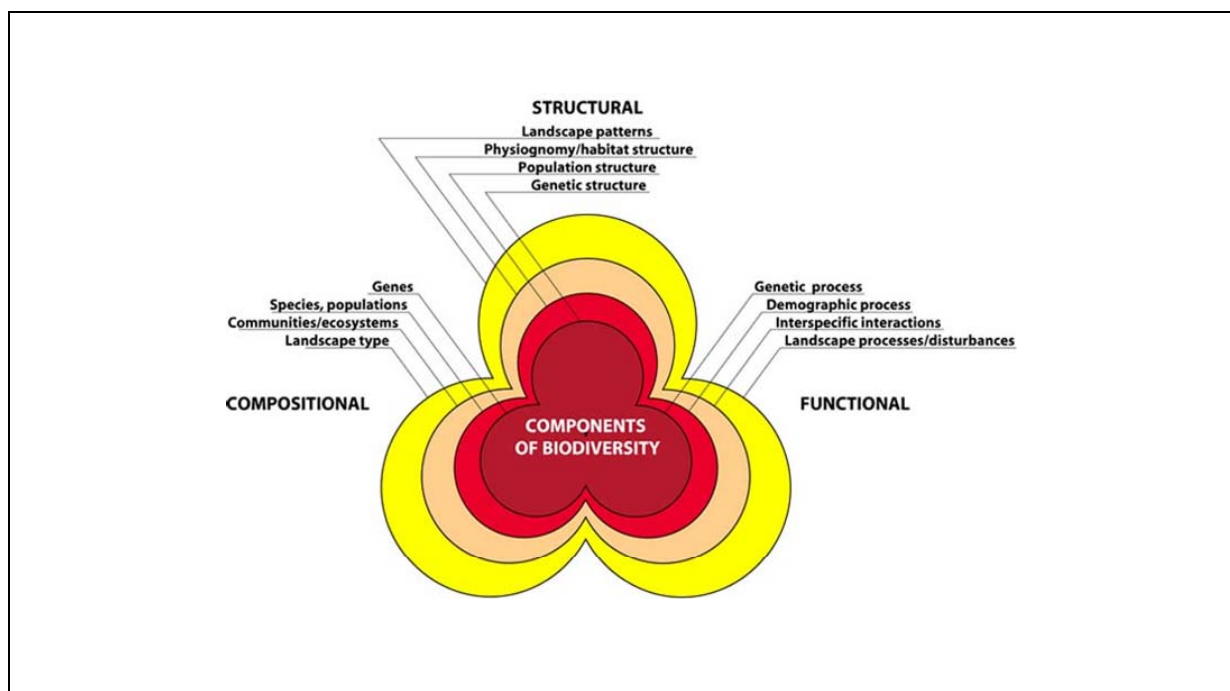 STRUCTURAL
Landscape patterns
Physiognomy/habitat structure
Population structure
Genetic structure
Genes
Species, populations
Communities/ecosystems
Landscape type
COMPOSITIONAL
Genetic process
Demographic process
Interspecific interactions
Landscape processes/disturbances
FUNCTIONAL
COMPONENTS
OF BIODIVERSITY